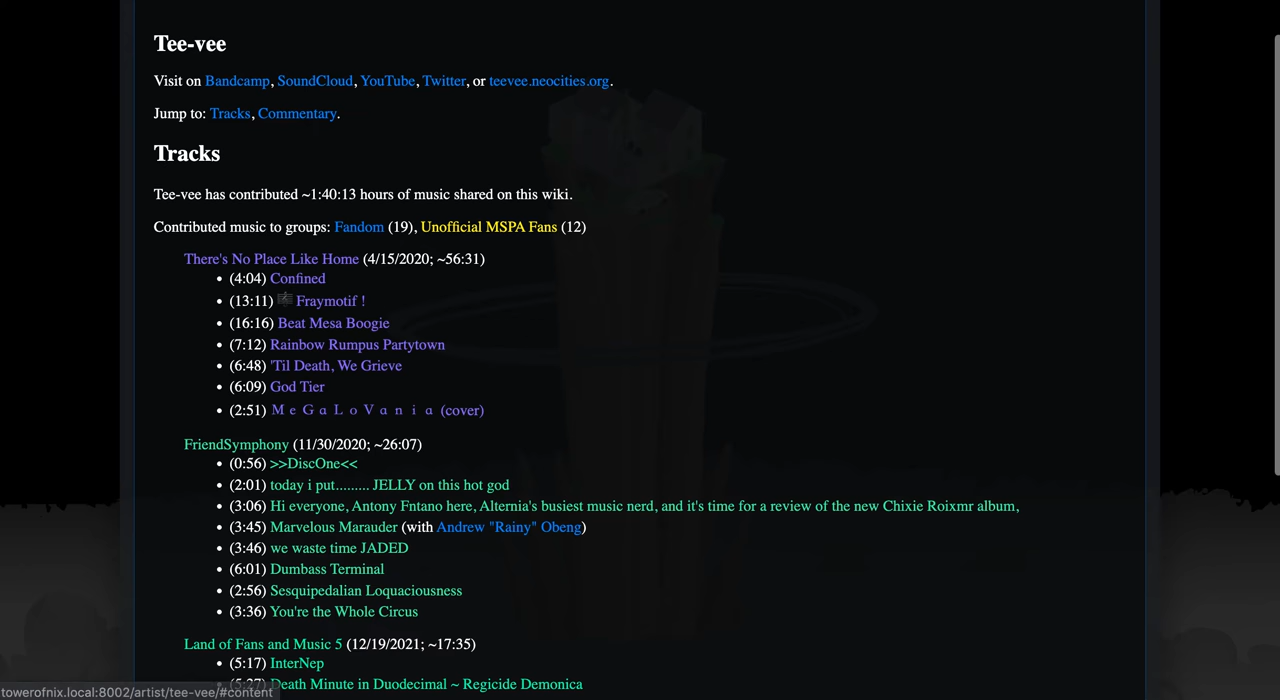 Tee-vee
Visit on Bandcamp, SoundCloud, YouTube, Twitter, or teevee.neocities.org.
Jump to: Tracks, Commentary.
Tracks
Tee-vee has contributed ~1:40:13 hours of music shared on this wiki.
Contributed music to groups: Fandom (19), Unofficial MSPA Fans (12)
There's No Place Like Home (4/15/2020; ~56:31)
• (4:04) Confined
• (13:11) Fraymotif !
• (16:16) Beat Mesa Boogie
• (7:12) Rainbow Rumpus Partytown
• (6:48) 'Til Death, We Grieve
• (6:09) God Tier
• (2:51) ＭｅＧａＬｏＶａｎｉａ (cover)
FriendSymphony (11/30/2020; ~26:07)
• (0:56) >>DiscOne<<
• (2:01) today i put......... JELLY on this hot god
• (3:06) Hi everyone, Antony Fntano here, Alternia's busiest music nerd, and it's time for a review of the new Chixie Roixmr album,
• (3:45) Marvelous Marauder (with Andrew "Rainy" Obeng)
• (3:46) we waste time JADED
• (6:01) Dumbass Terminal
• (2:56) Sesquipedalian Loquaciousness
• (3:36) You're the Whole Circus
Land of Fans and Music 5 (12/19/2021; ~17:35)
• (5:17) InterNep
• (5:27) Death Minute in Duodecimal ~ Regicide Demonica
towerofnix.local:8002/artist/tee-vee/#content